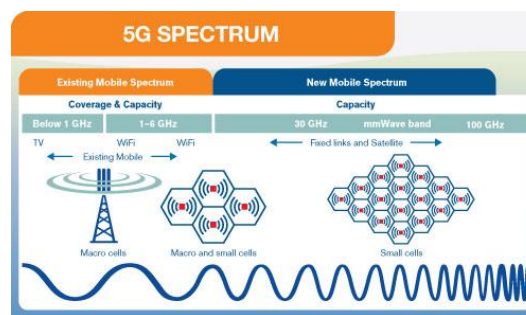 5G SPECTRUM
Existing Mobile Spectrum
New Mobile Spectrum
Coverage & Capacity
Capacity
Below 1 GHz
1–6 GHz
30 GHz
mmWave band
100 GHz
TV
WiFi
WiFi
Existing Mobile
Fixed links and Satellite
Macro cells
Macro and small cells
Small cells